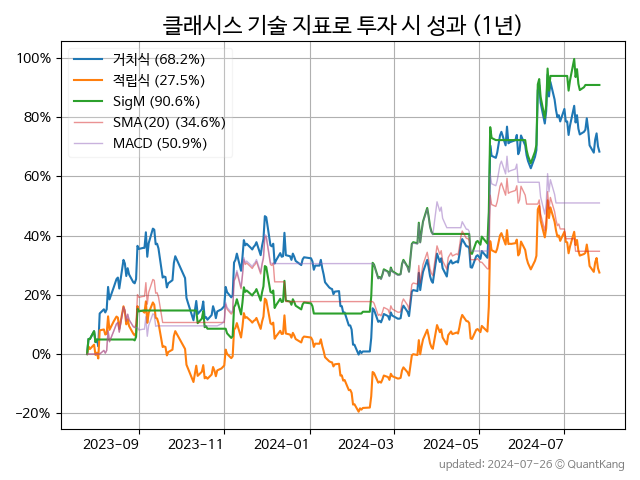 클래시스 기술 지표로 투자 시 성과 (1년)
100%
80%
60%
40%
20%
0%
−20%
거치식 (68.2%)
적립식 (27.5%)
SigM (90.6%)
SMA(20) (34.6%)
MACD (50.9%)
2023-09
2023-11
2024-01
2024-03
2024-05
2024-07
updated: 2024-07-26 © QuantKang